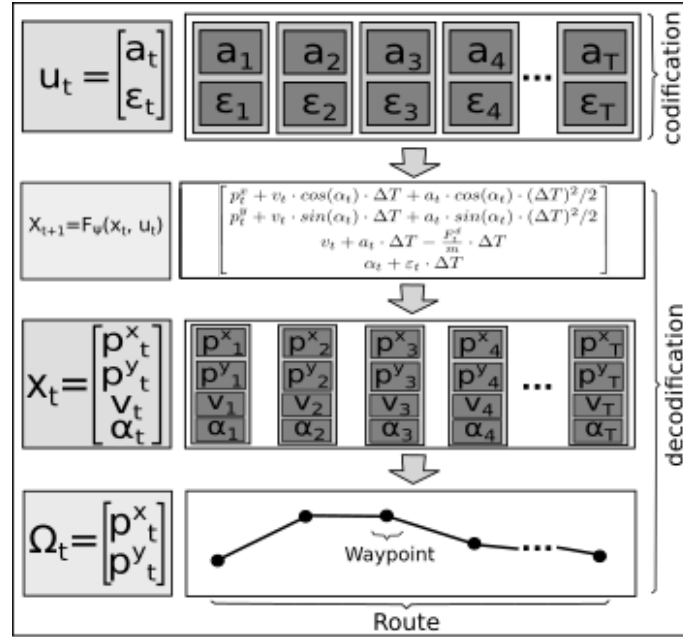 u_t = [a_t ε_t] a_1 a_2 a_3 a_4 ... a_T
ε_1 ε_2 ε_3 ε_4 ε_T
codification
X_{t+1}=F_Ψ(x_t, u_t)
p_t^x + v_t · cos(α_t) · ΔT + a_t · cos(α_t) · (ΔT)^2/2
p_t^y + v_t · sin(α_t) · ΔT + a_t · sin(α_t) · (ΔT)^2/2
v_t + a_t · ΔT − F_t^d/m · ΔT
α_t + ε_t · ΔT
x_t = [p^x_t p^y_t v_t α_t]
p^x_1 p^x_2 p^x_3 p^x_4 p^x_T
p^y_1 p^y_2 p^y_3 p^y_4 ... p^y_T
v_1 v_2 v_3 v_4 v_T
α_1 α_2 α_3 α_4 α_T
decodification
Ω_t = [p^x_t p^y_t]
...
Waypoint
Route